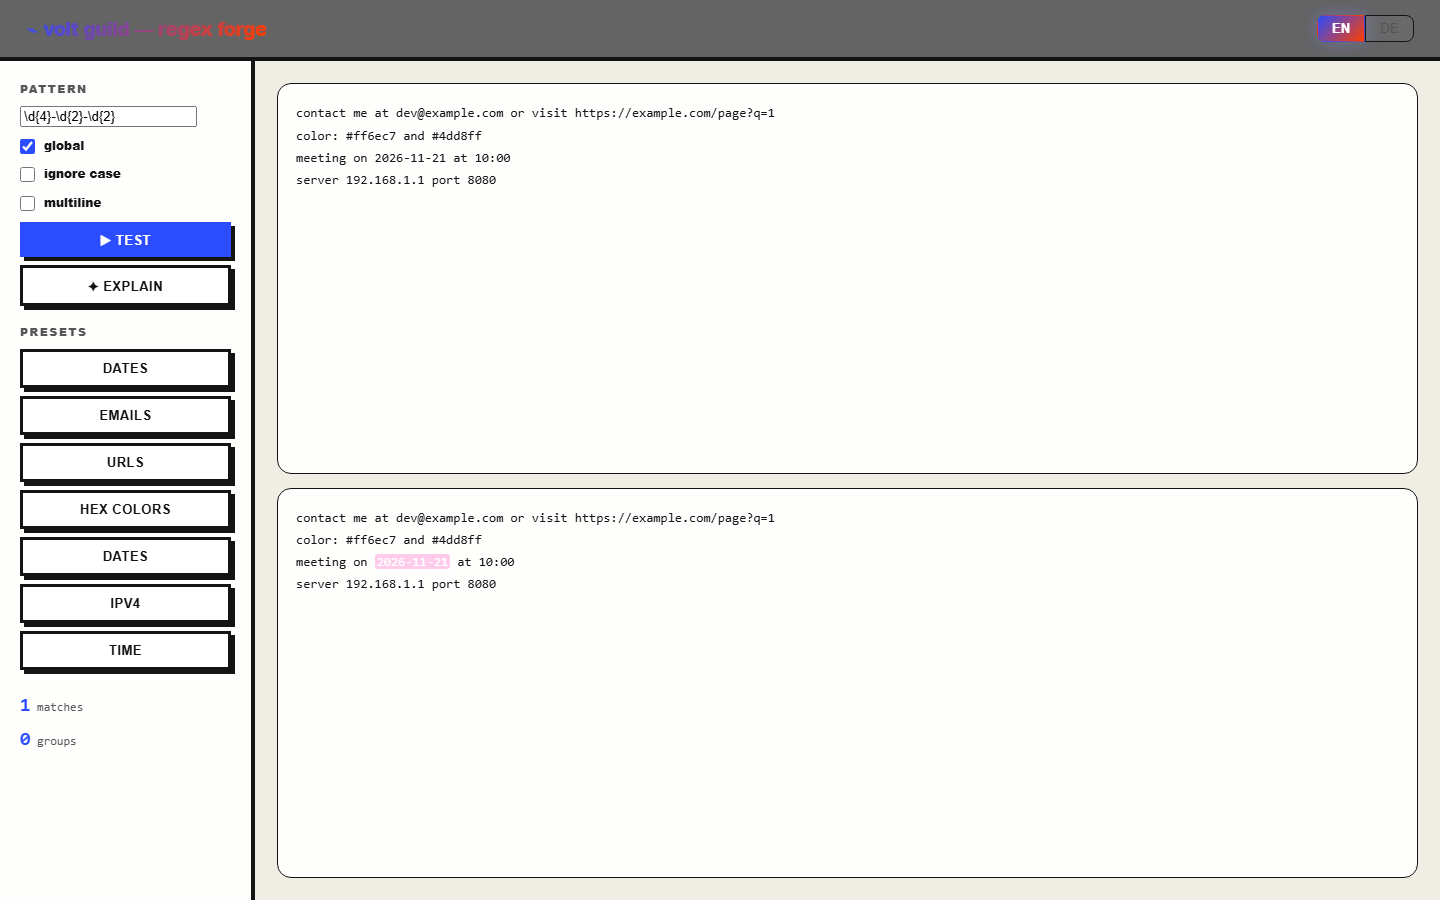 volt guild — regex forge
EN
DE
PATTERN
\d{4}-\d{2}-\d{2}
global
ignore case
multiline
▶ TEST
✦ EXPLAIN
PRESETS
DATES
EMAILS
URLS
HEX COLORS
DATES
IPV4
TIME
1 matches
0 groups
contact me at dev@example.com or visit https://example.com/page?q=1
color: #ff6ec7 and #4dd8ff
meeting on 2026-11-21 at 10:00
server 192.168.1.1 port 8080
contact me at dev@example.com or visit https://example.com/page?q=1
color: #ff6ec7 and #4dd8ff
meeting on 2026-11-21 at 10:00
server 192.168.1.1 port 8080